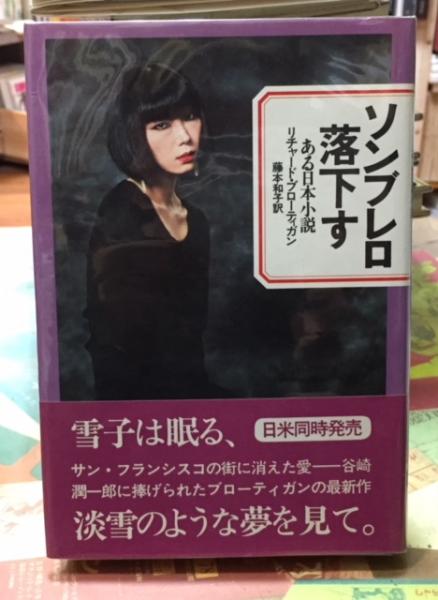 ソンブレロ
落下す
ある日本小説
リチャード・ブローティガン
藤本和子訳
雪子は眠る、
日米同時発売
サン・フランシスコの街に消えた愛――谷崎
潤一郎に捧げられたブローティガンの最新作
淡雪のような夢を見て。